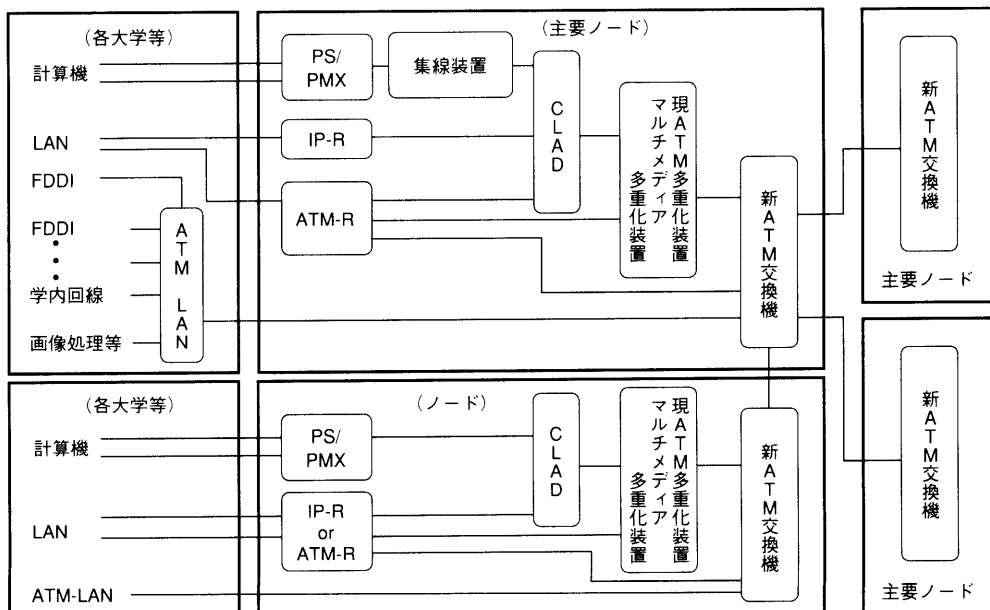 (各大学等)
計算機
LAN
FDDI
FDDI
学内回線
画像処理等
ATM LAN
(主要ノード)
PS/
PMX
集線装置
IP-R
ATM-R
CLAD
現ATM多重化装置
マルチメディア
多重化装置
新ATM交換機
新ATM交換機
主要ノード
新ATM交換機
主要ノード
(各大学等)
計算機
LAN
ATM-LAN
(ノード)
PS/
PMX
IP-R
or
ATM-R
CLAD
現ATM多重化装置
マルチメディア
多重化装置
新ATM交換機